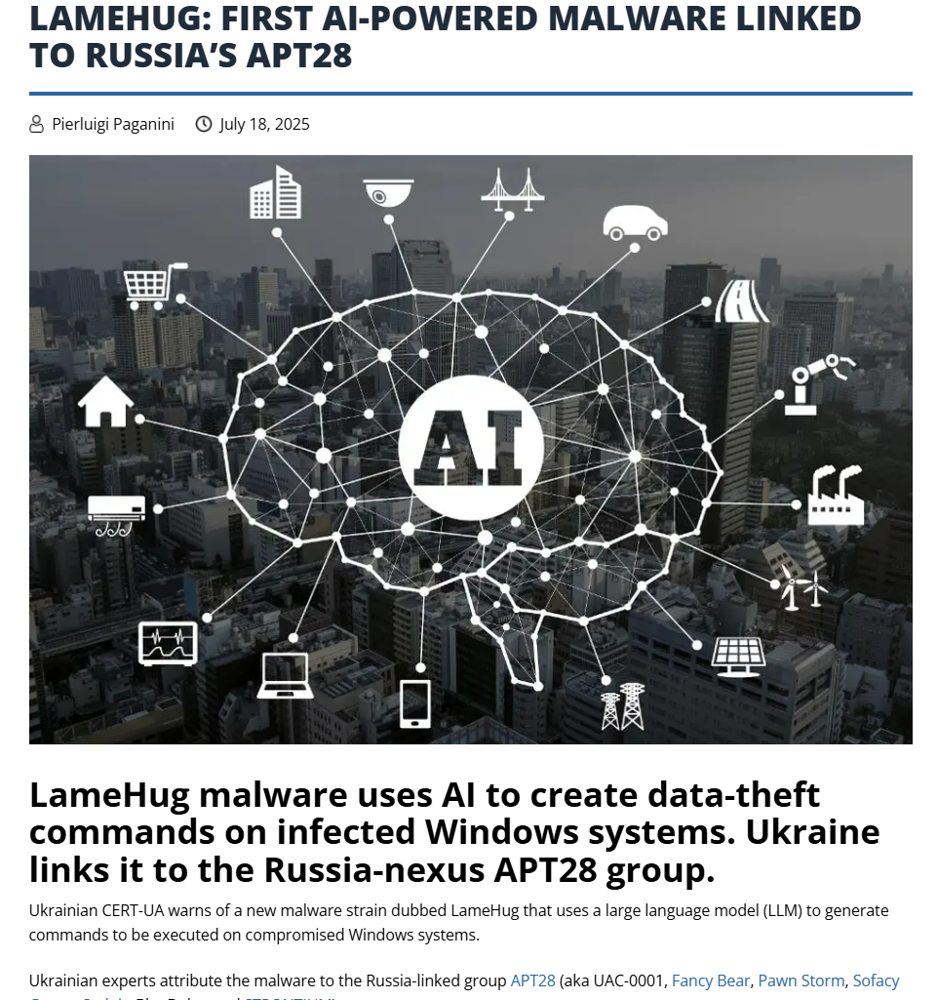 LAMEHUG: FIRST AI-POWERED MALWARE LINKED
TO RUSSIA’S APT28
Pierluigi Paganini July 18, 2025
AI
LameHug malware uses AI to create data-theft
commands on infected Windows systems. Ukraine
links it to the Russia-nexus APT28 group.
Ukrainian CERT-UA warns of a new malware strain dubbed LameHug that uses a large language model (LLM) to generate
commands to be executed on compromised Windows systems.
Ukrainian experts attribute the malware to the Russia-linked group APT28 (aka UAC-0001, Fancy Bear, Pawn Storm, Sofacy